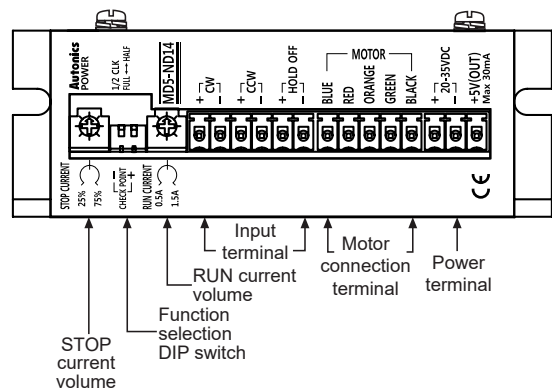 Autonics
POWER
1/2 CLK
FULL ↔ HALF
MD5-ND14
+ CW −
+ CCW −
+ HOLD OFF −
MOTOR
BLUE
RED
ORANGE
GREEN
BLACK
+ 20-35VDC −
+5V(OUT)
Max 30mA
STOP CURRENT
25%
75%
− CHECK POINT +
RUN CURRENT
0.5A
1.5A
CE
Input
terminal
Motor
connection
terminal
Power
terminal
RUN current
volume
Function
selection
DIP switch
STOP
current
volume